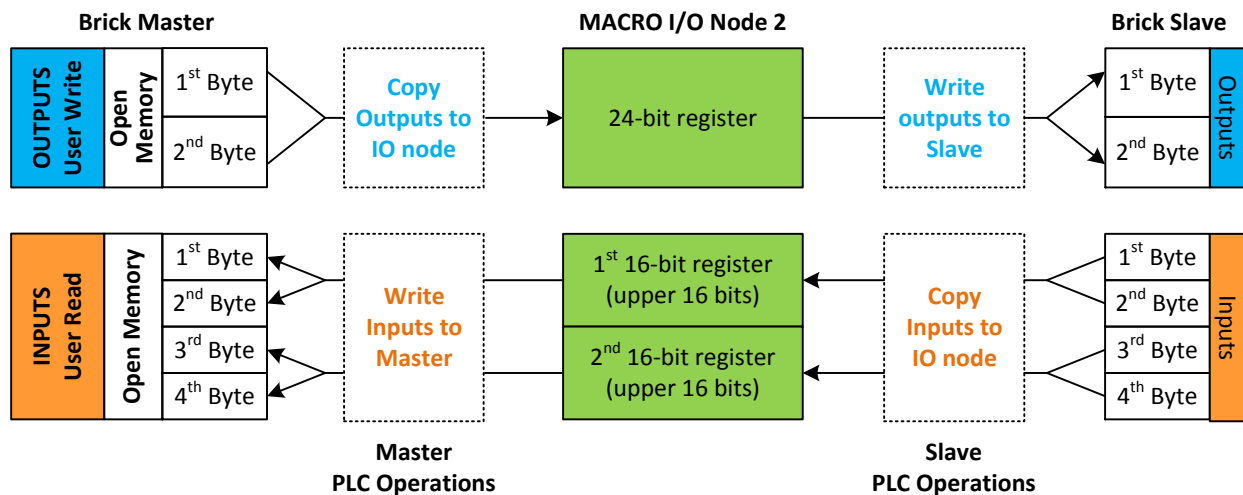 Brick Master
MACRO I/O Node 2
Brick Slave
OUTPUTS
User Write
Open
Memory
1st Byte
2nd Byte
Copy
Outputs to
IO node
24-bit register
Write
outputs to
Slave
1st Byte
2nd Byte
Outputs
INPUTS
User Read
Open Memory
1st Byte
2nd Byte
3rd Byte
4th Byte
Write
Inputs to
Master
1st 16-bit register
(upper 16 bits)
2nd 16-bit register
(upper 16 bits)
Copy
Inputs to
IO node
1st Byte
2nd Byte
3rd Byte
4th Byte
Inputs
Master
PLC Operations
Slave
PLC Operations